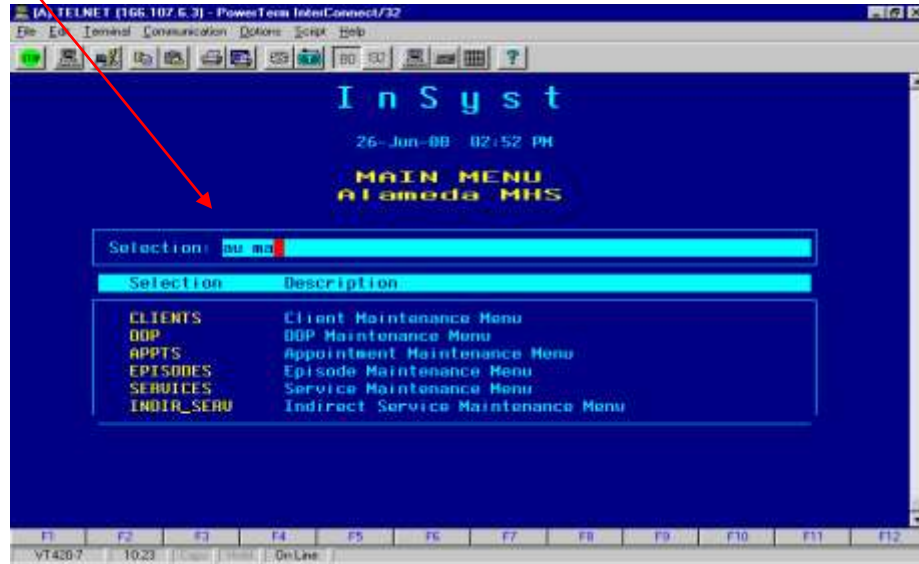 (A) TELNET (166.107.6.3) - PowerTerm InterConnect/32
File Edit Terminal Communication Options Script Help
I n S y s t
26-Jun-08 02:52 PM
MAIN MENU
Alameda MHS
Selection: au ma
Selection Description
CLIENTS Client Maintenance Menu
DDP DDP Maintenance Menu
APPTS Appointment Maintenance Menu
EPISODES Episode Maintenance Menu
SERVICES Service Maintenance Menu
INDIR_SERV Indirect Service Maintenance Menu
F1 F2 F3 F4 F5 F6 F7 F8 F9 F10 F11 F12
VT420-7 10:23 Caps Hold On Line